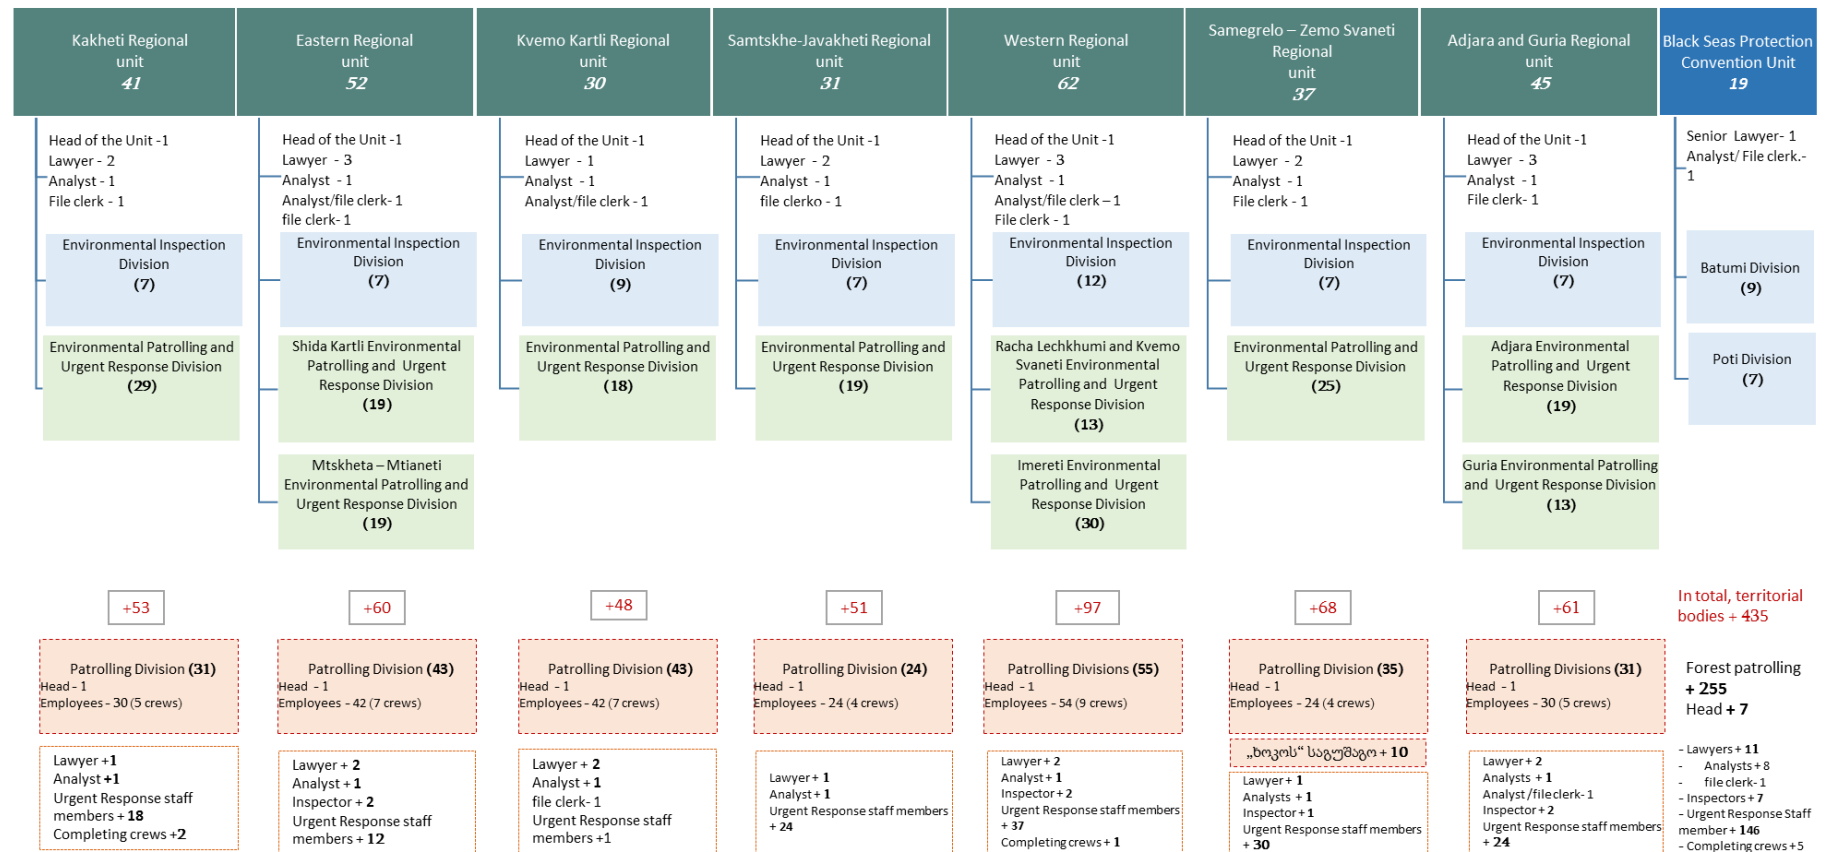 Kakheti Regional
unit
41
Eastern Regional
unit
52
Kvemo Kartli Regional
unit
30
Samtskhe-Javakheti Regional
unit
31
Western Regional
unit
62
Samegrelo – Zemo Svaneti
Regional
unit
37
Adjara and Guria Regional
unit
45
Black Seas Protection
Convention Unit
19
Head of the Unit -1
Lawyer - 2
Analyst - 1
File clerk - 1
Head of the Unit -1
Lawyer - 3
Analyst - 1
Analyst/file clerk- 1
file clerk- 1
Head of the Unit -1
Lawyer - 1
Analyst - 1
Analyst/file clerk - 1
Head of the Unit -1
Lawyer - 2
Analyst - 1
file clerko - 1
Head of the Unit -1
Lawyer - 3
Analyst - 1
Analyst/file clerk – 1
File clerk - 1
Head of the Unit -1
Lawyer - 2
Analyst - 1
File clerk - 1
Head of the Unit -1
Lawyer - 3
Analyst - 1
File clerk- 1
Senior Lawyer- 1
Analyst/ File clerk.-
1
Environmental Inspection
Division
(7)
Environmental Inspection
Division
(7)
Environmental Inspection
Division
(9)
Environmental Inspection
Division
(7)
Environmental Inspection
Division
(12)
Environmental Inspection
Division
(7)
Environmental Inspection
Division
(7)
Batumi Division
(9)
Environmental Patrolling and
Urgent Response Division
(29)
Shida Kartli Environmental
Patrolling and Urgent
Response Division
(19)
Environmental Patrolling and
Urgent Response Division
(18)
Environmental Patrolling and
Urgent Response Division
(19)
Racha Lechkhumi and Kvemo
Svaneti Environmental
Patrolling and Urgent
Response Division
(13)
Environmental Patrolling and
Urgent Response Division
(25)
Adjara Environmental
Patrolling and Urgent
Response Division
(19)
Poti Division
(7)
Mtskheta – Mtianeti
Environmental Patrolling and
Urgent Response Division
(19)
Imereti Environmental
Patrolling and Urgent
Response Division
(30)
Guria Environmental Patrolling
and Urgent Response Division
(13)
+53
+60
+48
+51
+97
+68
+61
In total, territorial
bodies + 435
Patrolling Division (31)
Head - 1
Employees - 30 (5 crews)
Patrolling Division (43)
Head - 1
Employees - 42 (7 crews)
Patrolling Division (43)
Head - 1
Employees - 42 (7 crews)
Patrolling Division (24)
Head - 1
Employees - 24 (4 crews)
Patrolling Divisions (55)
Head - 1
Employees - 54 (9 crews)
Patrolling Division (35)
Head - 1
Employees - 24 (4 crews)
Patrolling Divisions (31)
Head - 1
Employees - 30 (5 crews)
Forest patrolling
+ 255
Head + 7
„ხოკოს“ საგუშაგო + 10
Lawyer +1
Analyst +1
Urgent Response staff
members + 18
Completing crews +2
Lawyer + 2
Analyst + 1
Inspector + 2
Urgent Response staff
members + 12
Lawyer + 2
Analyst + 1
file clerk- 1
Urgent Response staff
members +1
Lawyer + 1
Analyst + 1
Urgent Response staff members
+ 24
Lawyer + 2
Analyst + 1
Inspector + 2
Urgent Response staff members
+ 37
Completing crews + 1
Lawyer + 1
Analysts + 1
Inspector + 1
Urgent Response staff members
+ 30
Lawyer + 2
Analysts + 1
Analyst /file clerk- 1
Inspector + 2
Urgent Response staff members
+ 24
- Lawyers + 11
- Analysts + 8
- file clerk- 1
- Inspectors + 7
- Urgent Response Staff
member + 146
- Completing crews +5